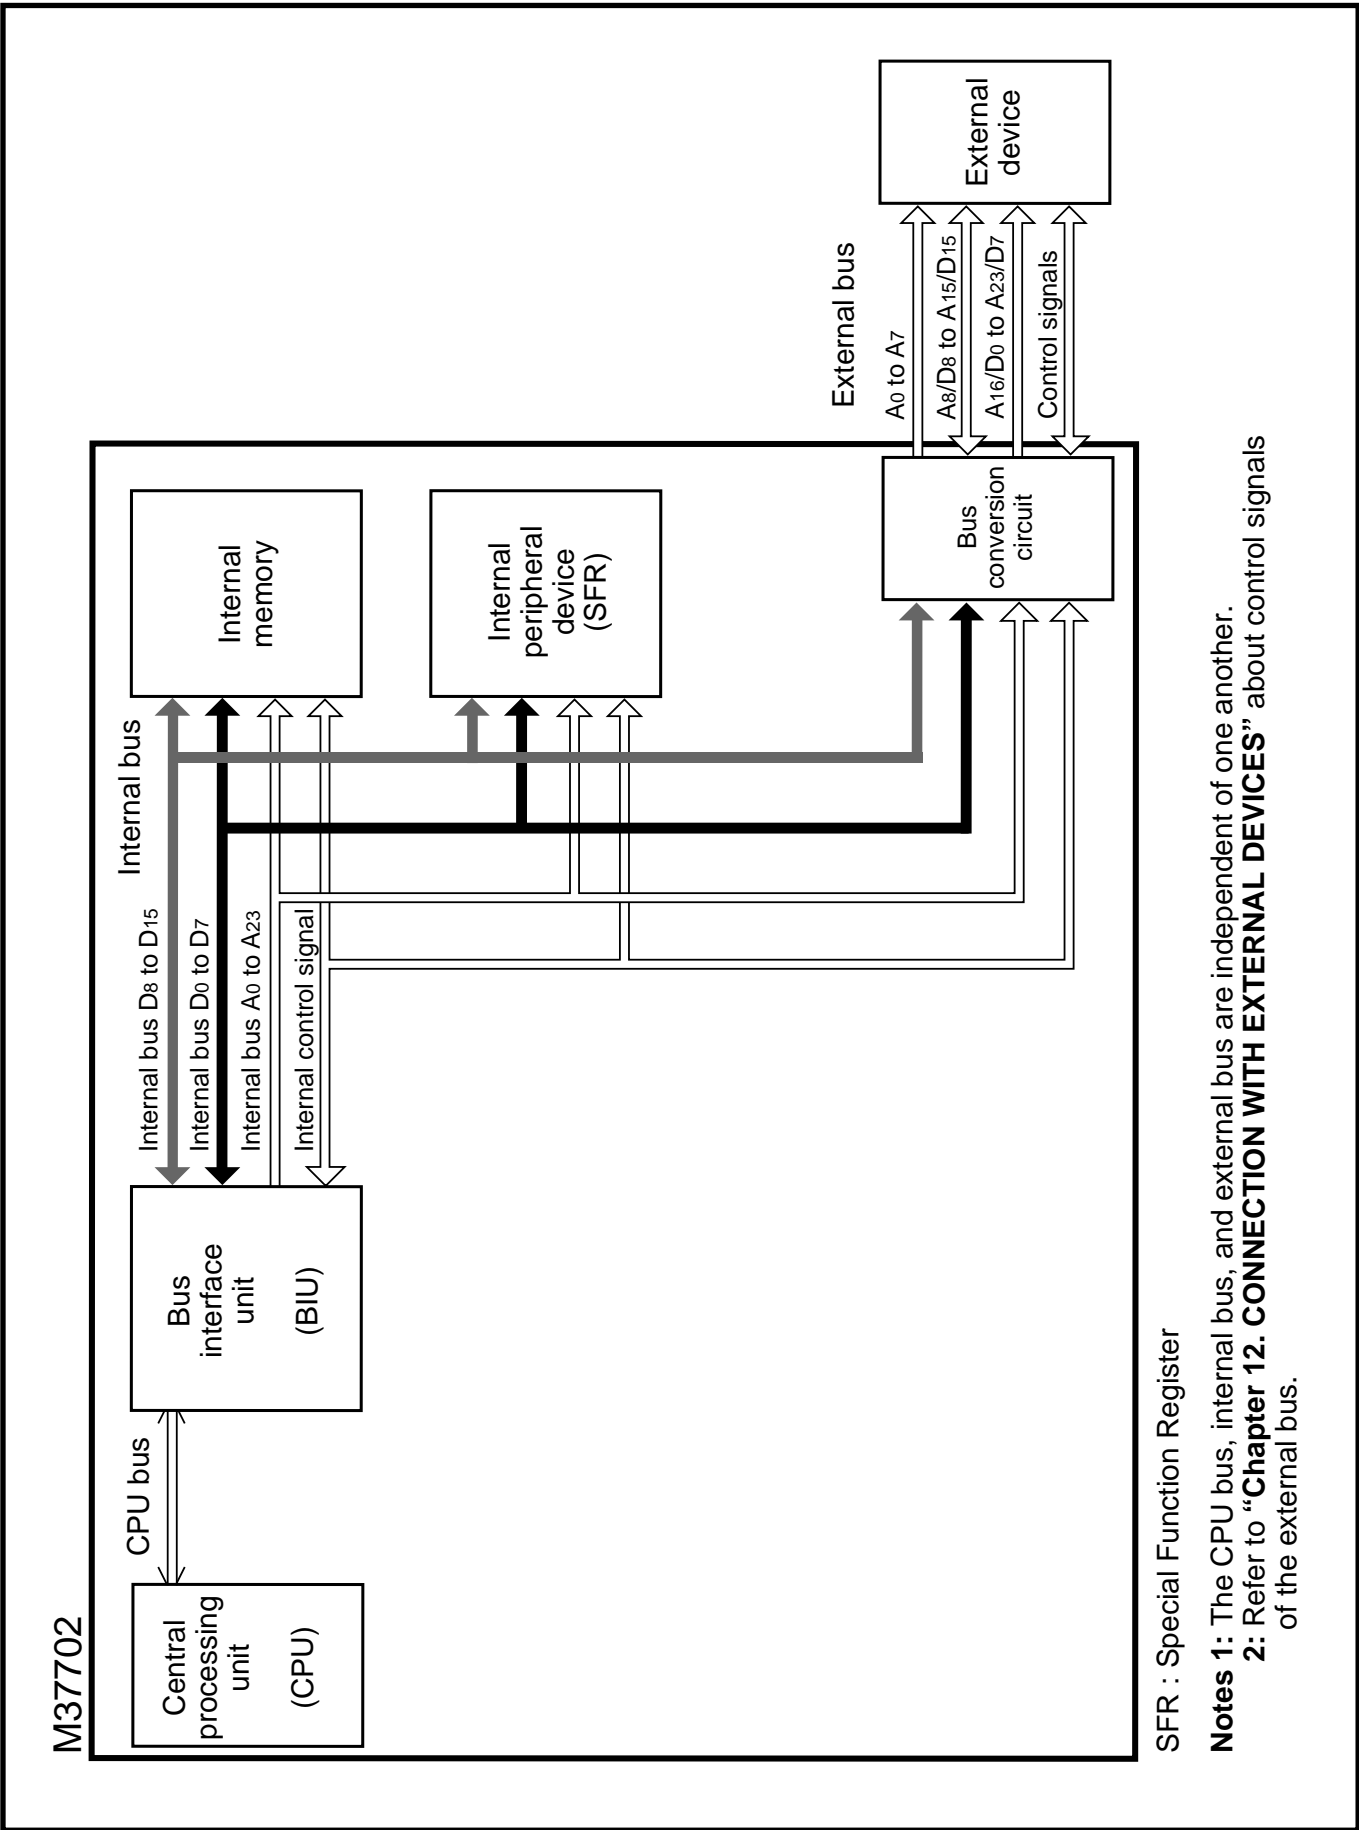 M37702
Central
processing
unit
(CPU)
CPU bus
Bus
interface
unit
(BIU)
Internal bus
Internal bus D8 to D15
Internal bus D0 to D7
Internal bus A0 to A23
Internal control signal
Internal
memory
Internal
peripheral
device
(SFR)
Bus
conversion
circuit
External bus
A0 to A7
A8/D8 to A15/D15
A16/D0 to A23/D7
Control signals
External
device
SFR : Special Function Register
Notes 1: The CPU bus, internal bus, and external bus are independent of one another.
2: Refer to “Chapter 12. CONNECTION WITH EXTERNAL DEVICES” about control signals
of the external bus.